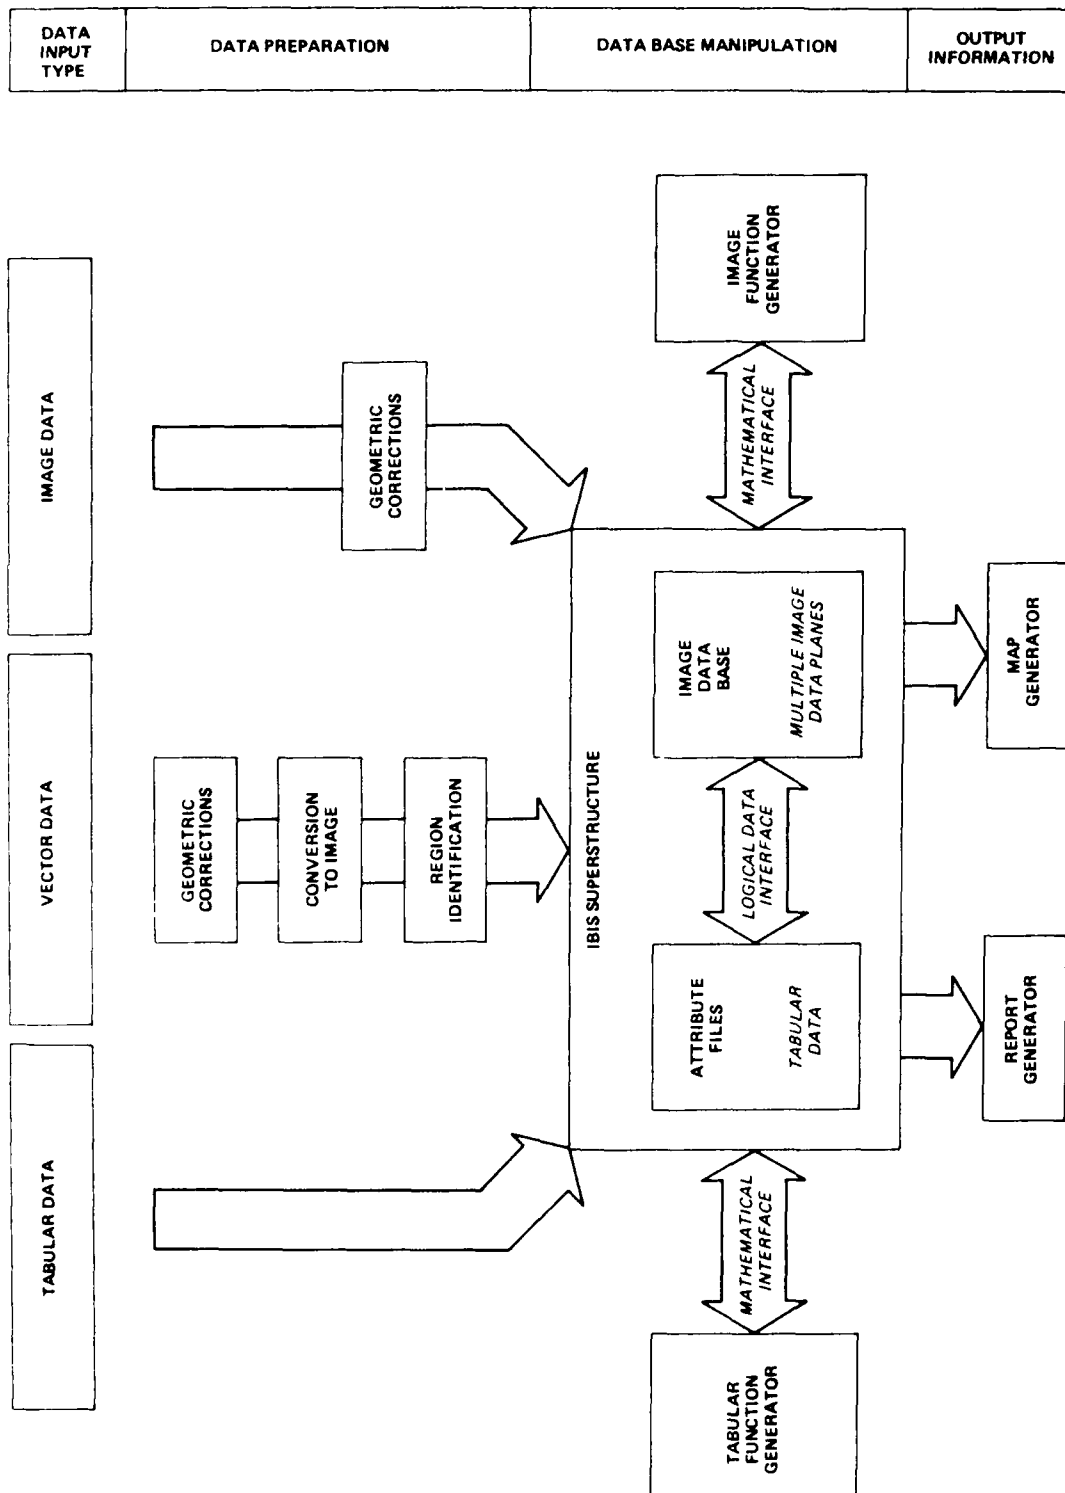 DATA
INPUT
TYPE
DATA PREPARATION
DATA BASE MANIPULATION
OUTPUT
INFORMATION
TABULAR DATA
VECTOR DATA
IMAGE DATA
GEOMETRIC
CORRECTIONS
CONVERSION
TO IMAGE
REGION
IDENTIFICATION
GEOMETRIC
CORRECTIONS
IBIS SUPERSTRUCTURE
TABULAR
FUNCTION
GENERATOR
MATHEMATICAL
INTERFACE
ATTRIBUTE
FILES
TABULAR
DATA
LOGICAL DATA
INTERFACE
IMAGE
DATA
BASE
MULTIPLE IMAGE
DATA PLANES
MATHEMATICAL
INTERFACE
IMAGE
FUNCTION
GENERATOR
REPORT
GENERATOR
MAP
GENERATOR